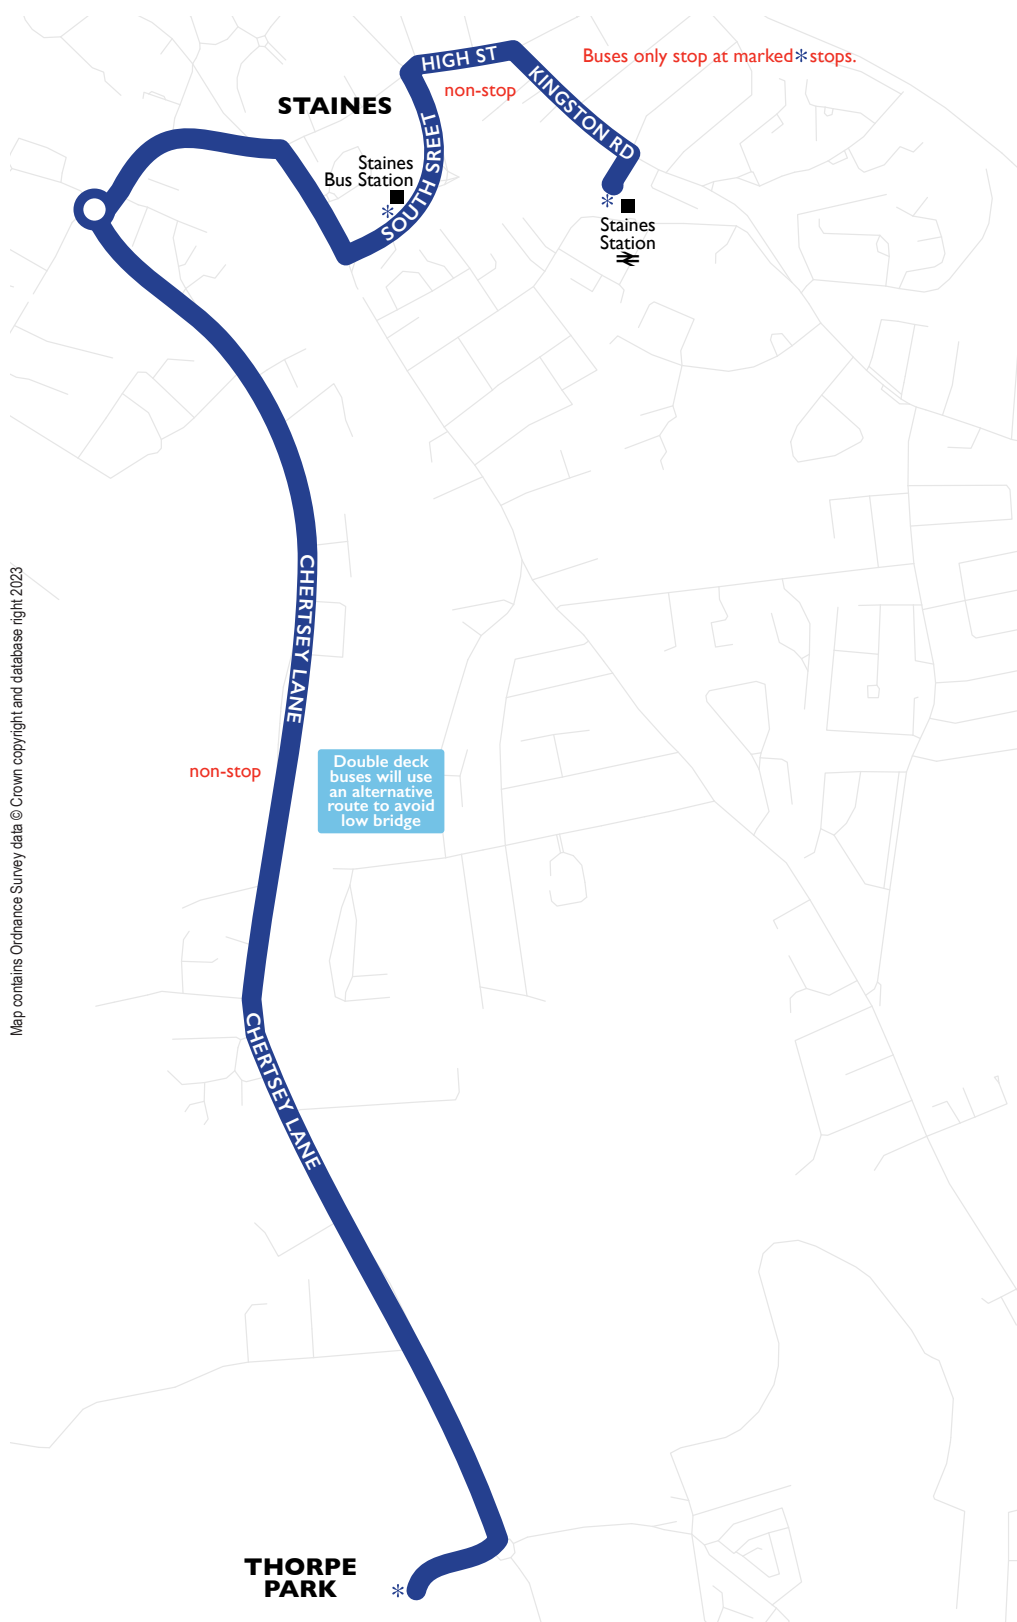 Buses only stop at marked*stops.
HIGH ST
non-stop
KINGSTON RD
STAINES
SOUTH SREET
Staines
Bus Station
*
*
Staines
Station
CHERTSEY LANE
non-stop
Double deck
buses will use
an alternative
route to avoid
low bridge
CHERTSEY LANE
THORPE
PARK *
Map contains Ordnance Survey data © Crown copyright and database right 2023